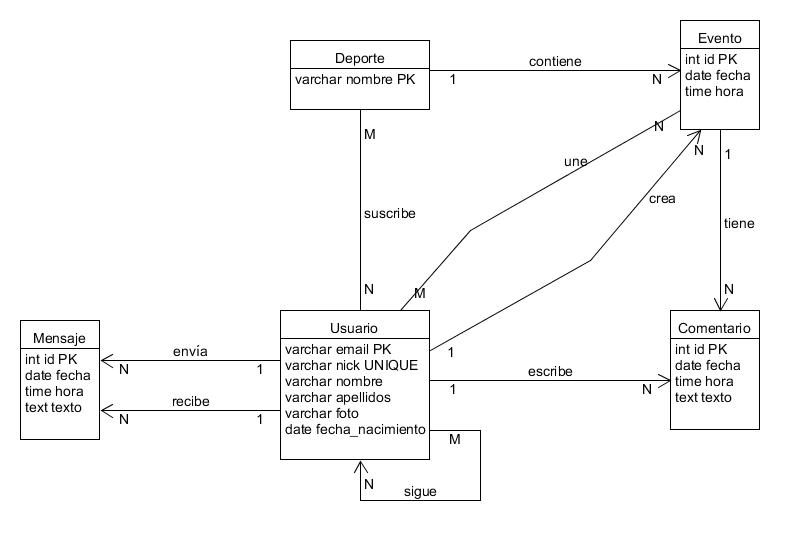 Deporte
varchar nombre PK
contiene
1
N
Evento
int id PK
date fecha
time hora
M
suscribe
N
N
une
M
N
crea
1
1
tiene
N
Mensaje
int id PK
date fecha
time hora
text texto
envía
N
1
recibe
N
1
Usuario
varchar email PK
varchar nick UNIQUE
varchar nombre
varchar apellidos
varchar foto
date fecha_nacimiento
escribe
1
N
Comentario
int id PK
date fecha
time hora
text texto
M
N
sigue